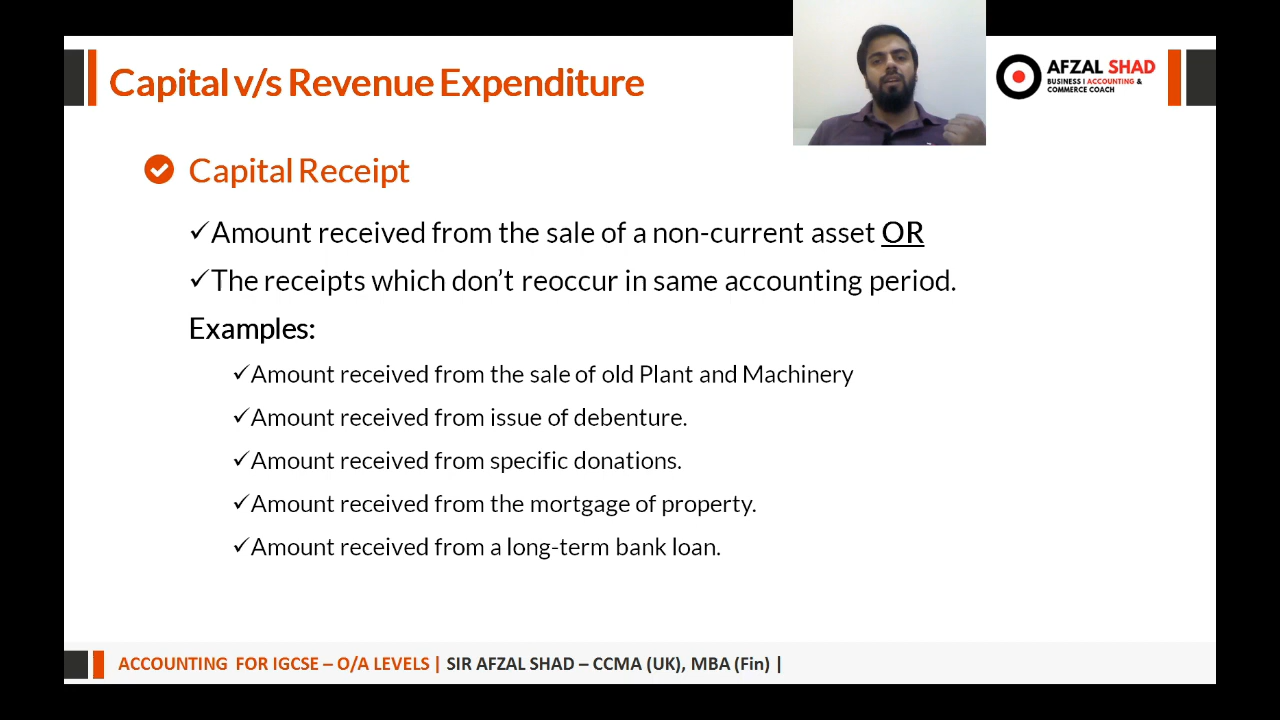 Capital v/s Revenue Expenditure
AFZAL SHAD
BUSINESS I ACCOUNTING &
COMMERCE COACH
Capital Receipt
✓Amount received from the sale of a non-current asset OR
✓The receipts which don’t reoccur in same accounting period.
Examples:
✓Amount received from the sale of old Plant and Machinery
✓Amount received from issue of debenture.
✓Amount received from specific donations.
✓Amount received from the mortgage of property.
✓Amount received from a long-term bank loan.
ACCOUNTING FOR IGCSE – O/A LEVELS | SIR AFZAL SHAD – CCMA (UK), MBA (Fin) |